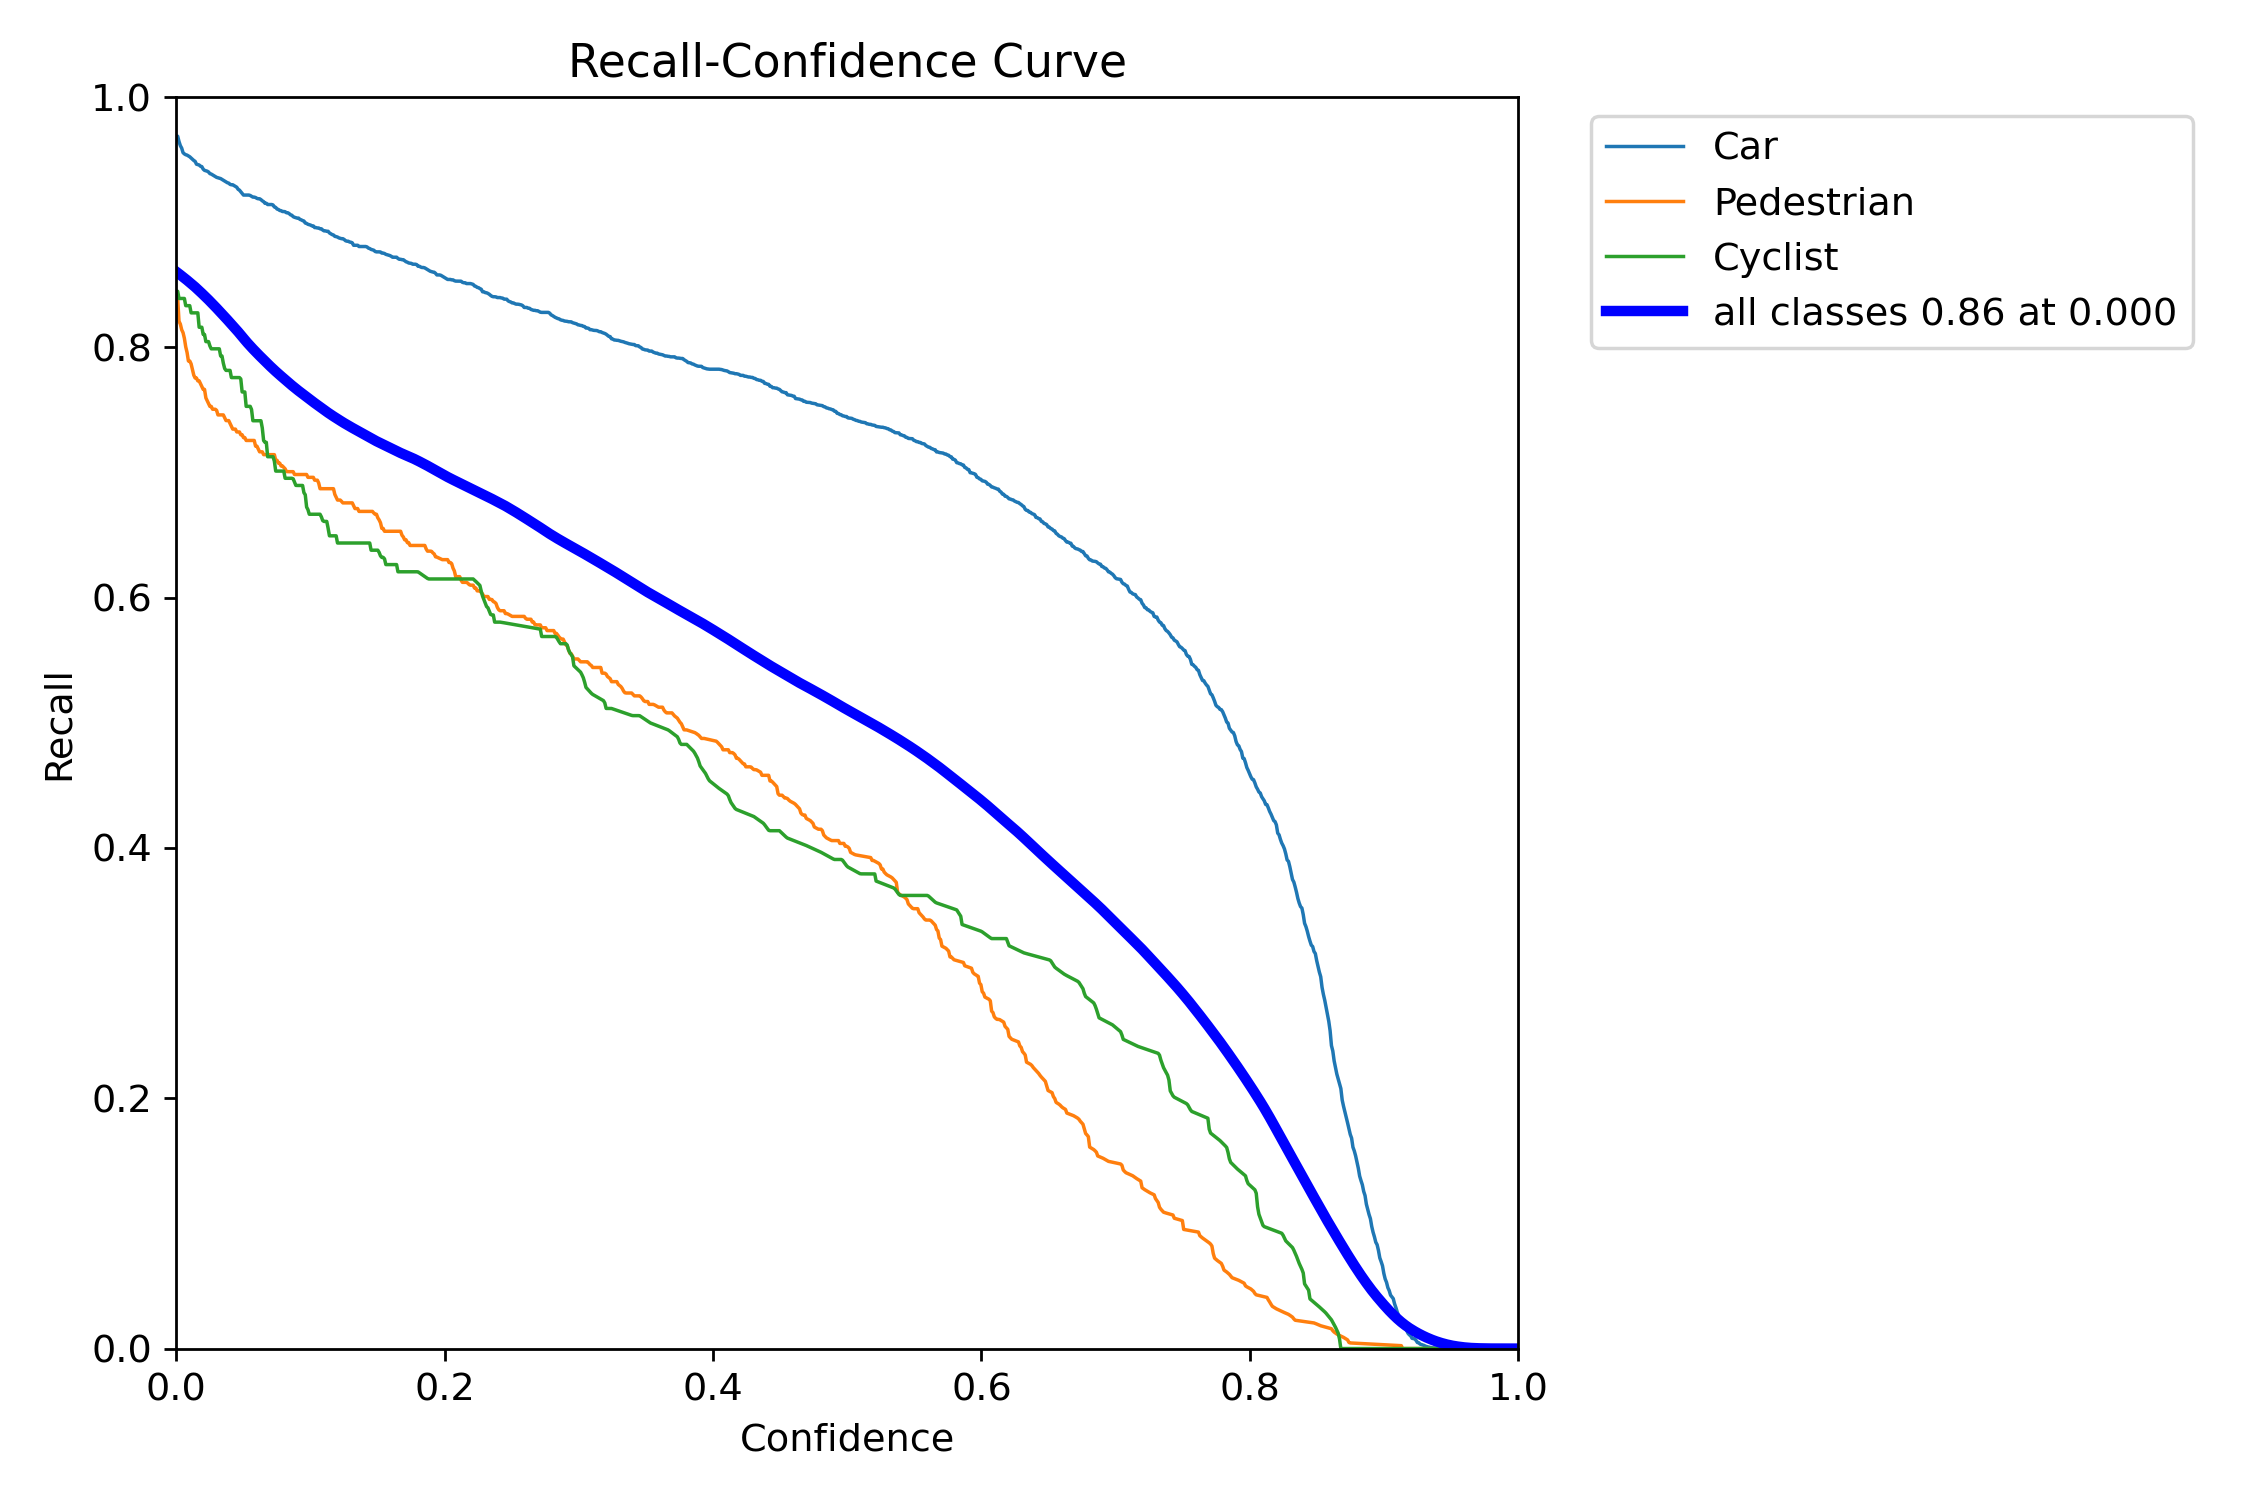 Recall-Confidence Curve
1.0
0.8
0.6
0.4
0.2
0.0
Recall
0.0 0.2 0.4 0.6 0.8 1.0
Confidence
Car
Pedestrian
Cyclist
all classes 0.86 at 0.000